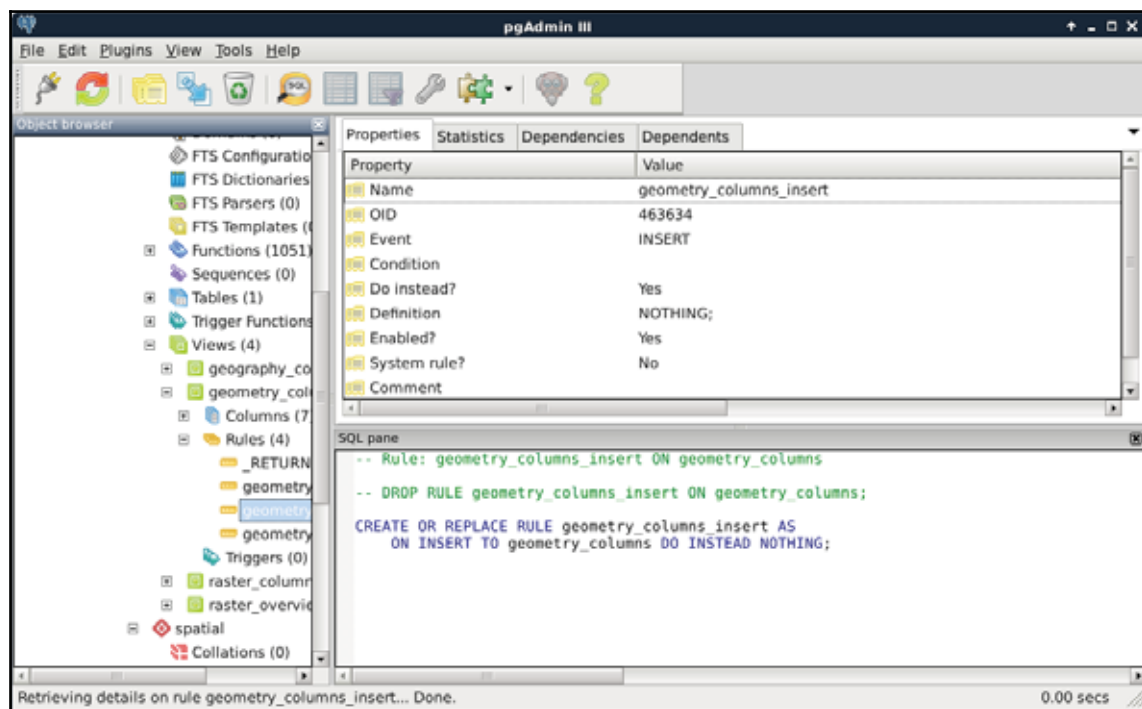 pgAdmin III
File Edit Plugins View Tools Help
SQL
Object browser
FTS Configuratio
FTS Dictionaries
FTS Parsers (0)
FTS Templates (
Functions (1051)
Sequences (0)
Tables (1)
Trigger Functions
Views (4)
geography_co
geometry_col
Columns (7
Rules (4)
_RETURN
geometry
geometry
geometry
Triggers (0)
raster_column
raster_overvie
spatial
Collations (0)
Properties Statistics Dependencies Dependents
Property Value
Name geometry_columns_insert
OID 463634
Event INSERT
Condition
Do instead? Yes
Definition NOTHING;
Enabled? Yes
System rule? No
Comment
SQL pane
-- Rule: geometry_columns_insert ON geometry_columns
-- DROP RULE geometry_columns_insert ON geometry_columns;
CREATE OR REPLACE RULE geometry_columns_insert AS
ON INSERT TO geometry_columns DO INSTEAD NOTHING;
Retrieving details on rule geometry_columns_insert... Done. 0.00 secs